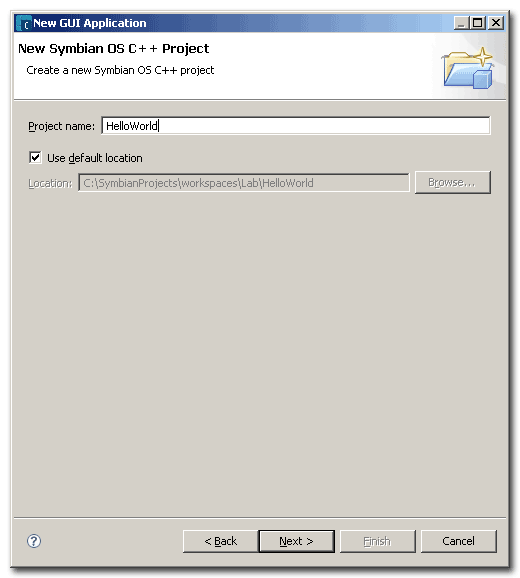 New GUI Application
New Symbian OS C++ Project
Create a new Symbian OS C++ project
Project name: HelloWorld
Use default location
Location: C:\SymbianProjects\workspaces\Lab\HelloWorld Browse...
? < Back Next > Finish Cancel